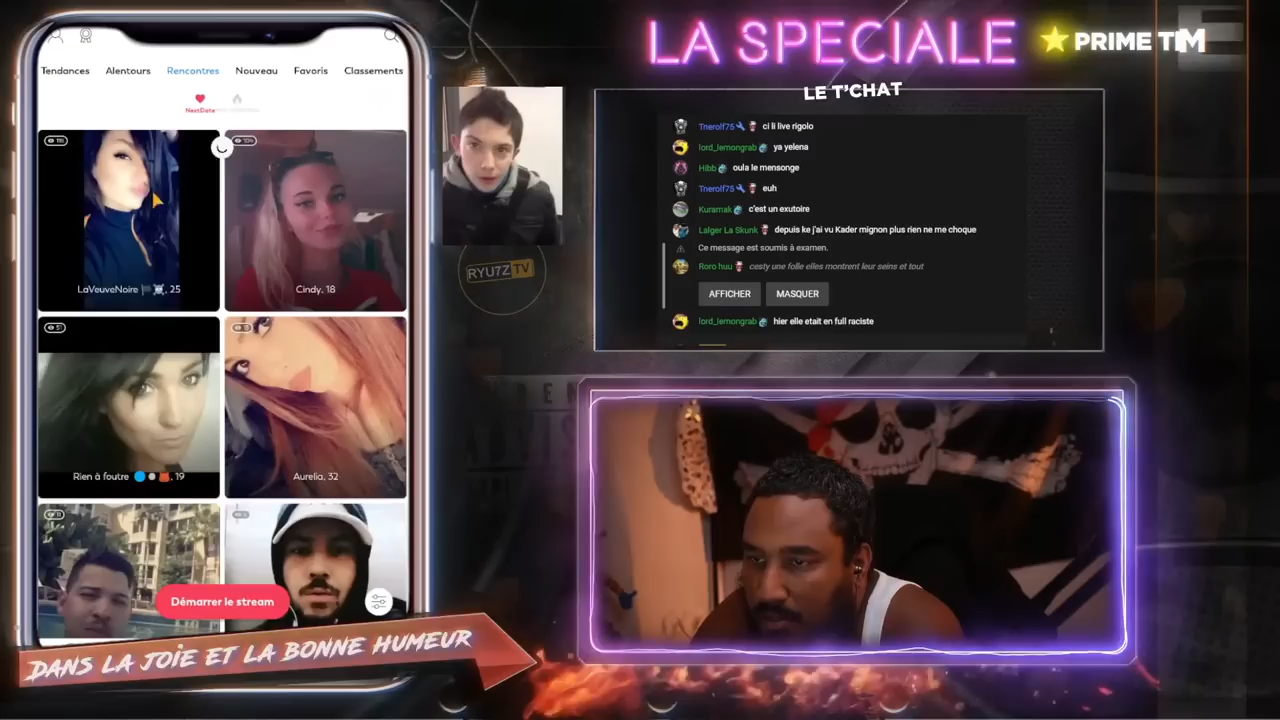 LA SPECIALE
PRIME TIM
LE T'CHAT
Tendances Alentours Rencontres Nouveau Favoris Classements
NextDate
LaVeuveNoire 🏴☠️, 25
Cindy, 18
Rien à foutre 🔵⚪🔴, 19
Aurelia, 32
Démarrer le stream
DANS LA JOIE ET LA BONNE HUMEUR
RYU7Z TV
Tnerolf75 ci li live rigolo
lord_lemongrab ya yelena
Hibb oula le mensonge
Tnerolf75 euh
Kuramak c'est un exutoire
Lalger La Skunk depuis ke j'ai vu Kader mignon plus rien ne me choque
Ce message est soumis à examen.
Roro huu cesty une folle elles montrent leur seins et tout
AFFICHER MASQUER
lord_lemongrab hier elle etait en full raciste